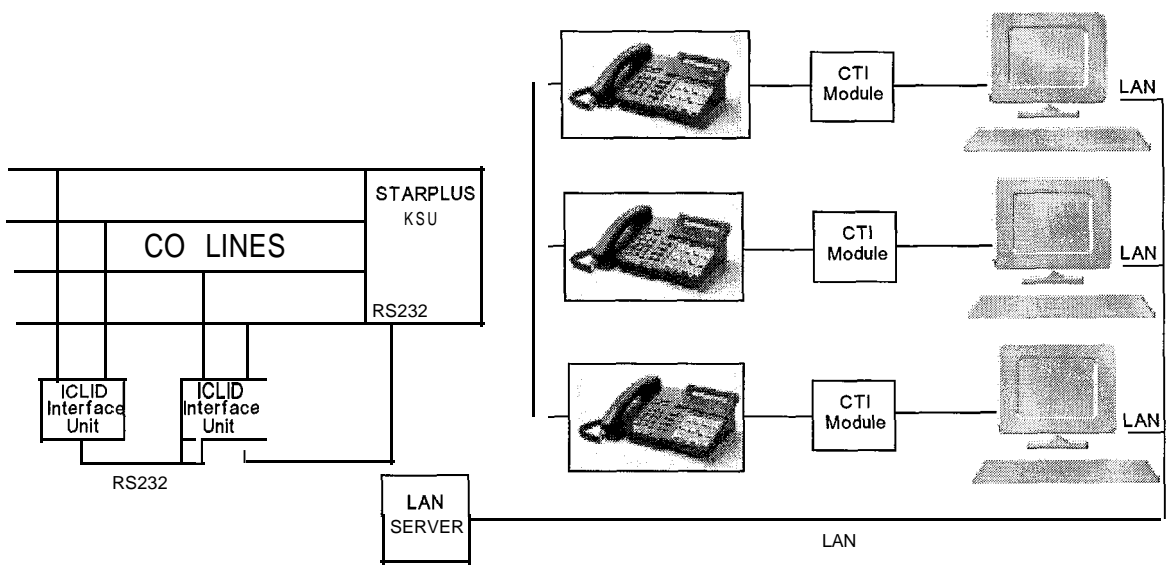 CTI
Module
LAN
STARPLUS
KSU
CO LINES
CTI
Module
LAN
RS232
ICLID
Interface
Unit
ICLID
Interface
Unit
CTI
Module
LAN
RS232
LAN
SERVER
LAN